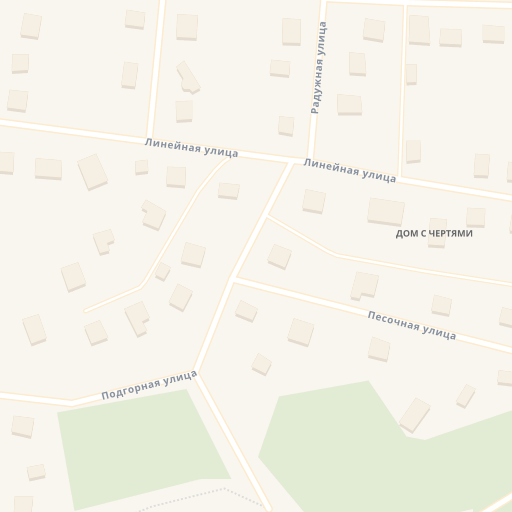 Радужная улица
Линейная улица
Линейная улица
ДОМ С ЧЕРТЯМИ
Песочная улица
Подгорная улица